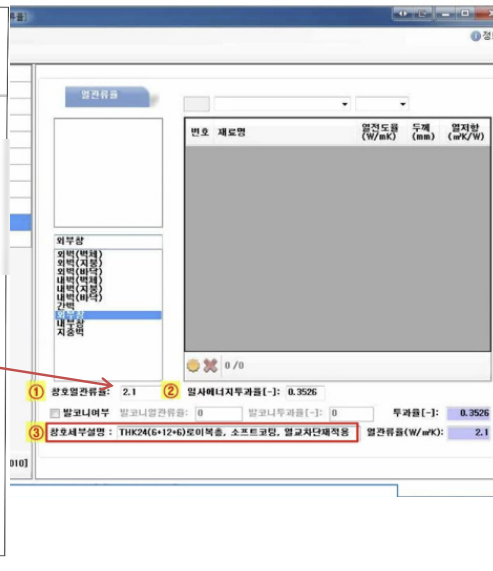 열관류율
번호 재료명 열전도율 (W/mK) 두께 (mm) 열저항 (㎡K/W)
외부창
외벽(벽체)
외벽(지붕)
외벽(바닥)
내벽(벽체)
내벽(지붕)
내벽(바닥)
간벽
외부창
내부창
지중벽
0 / 0
① 창호열관류율: 2.1 ② 일사에너지투과율[-]: 0.3526
발코니여부 발코니열관류율: 0 발코니투과율[-]: 0 투과율[-]: 0.3526
③ 창호세부설명 : THK24(6+12+6)로이복층, 소프트코팅, 열교차단재적용 열관류율(W/㎡K): 2.1
010]